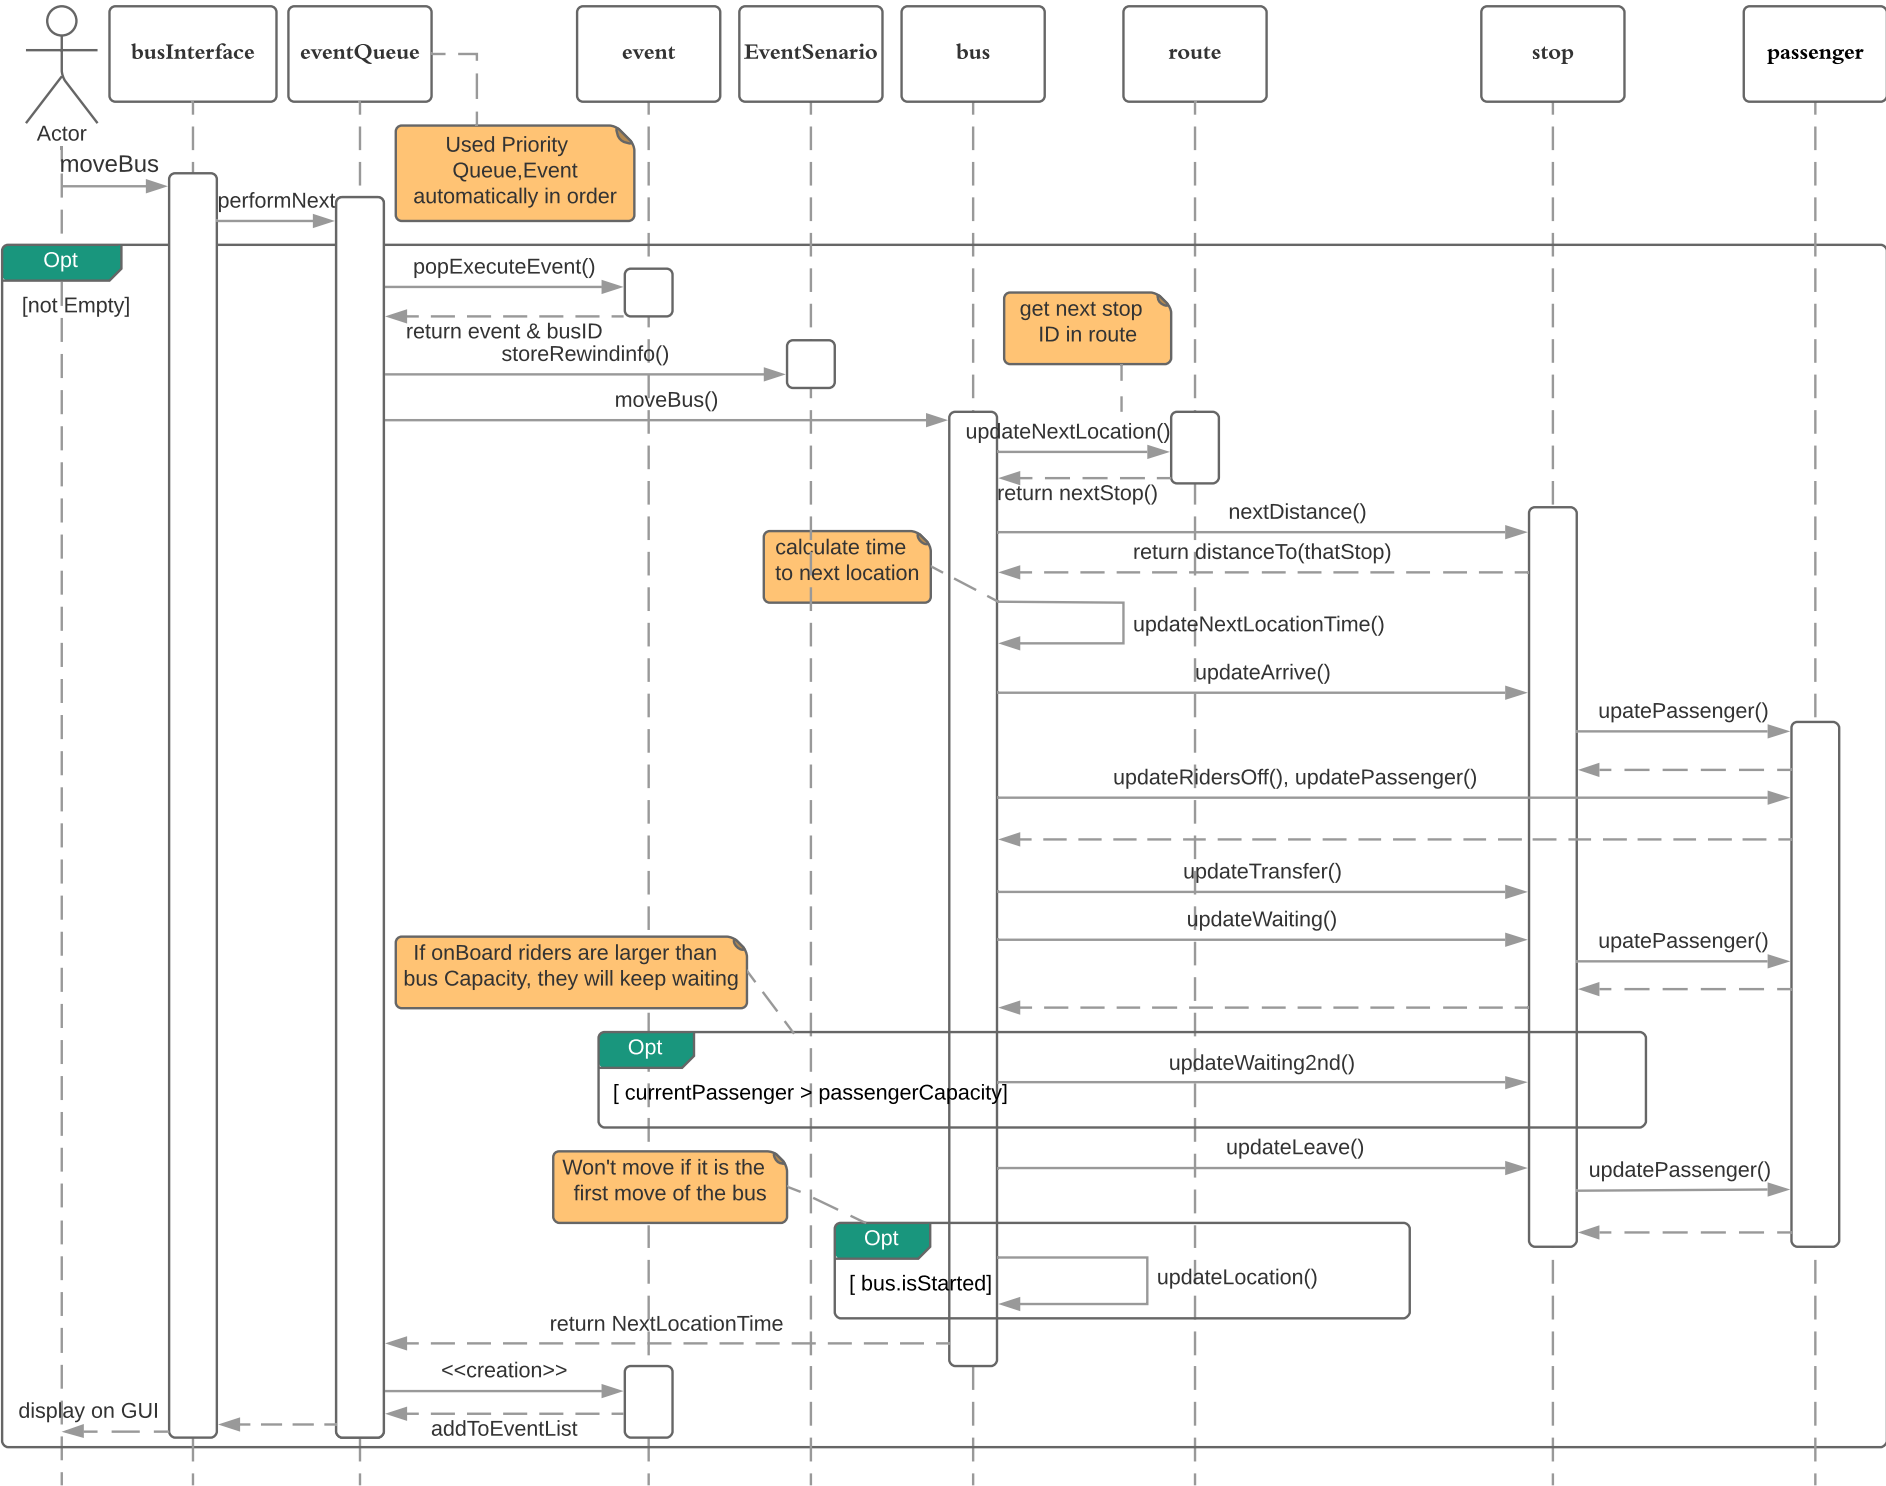 busInterface
eventQueue
event
EventSenario
bus
route
stop
passenger
Actor
moveBus
performNext
Used Priority
Queue,Event
automatically in order
Opt
[not Empty]
popExecuteEvent()
return event & busID
storeRewindinfo()
get next stop
ID in route
moveBus()
updateNextLocation()
return nextStop()
nextDistance()
calculate time
to next location
return distanceTo(thatStop)
updateNextLocationTime()
updateArrive()
upatePassenger()
updateRidersOff(), updatePassenger()
updateTransfer()
updateWaiting()
upatePassenger()
If onBoard riders are larger than
bus Capacity, they will keep waiting
Opt
[ currentPassenger > passengerCapacity]
updateWaiting2nd()
updateLeave()
updatePassenger()
Won't move if it is the
first move of the bus
Opt
[ bus.isStarted]
updateLocation()
return NextLocationTime
<<creation>>
display on GUI
addToEventList